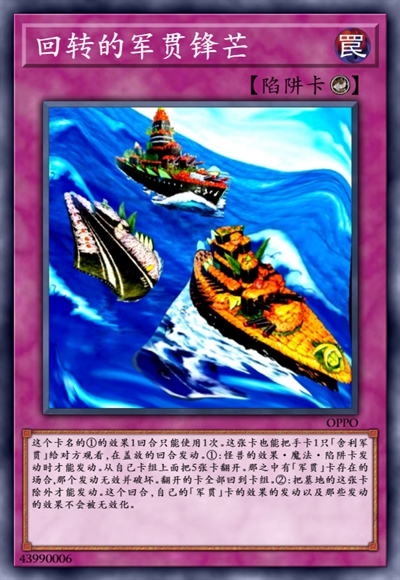 回转的军贯锋芒
罠
【陷阱卡】
OPPO
这个卡名的①的效果1回合只能使用1次。这张卡也能把手卡1只「舍利军
贯」给对方观看，在盖放的回合发动。①：怪兽的效果・魔法・陷阱卡发
动时才能发动。从自己卡组上面把5张卡翻开。那之中有「军贯」卡存在的
场合，那个发动无效并破坏。翻开的卡全部回到卡组。②：把墓地的这张卡
除外才能发动。这个回合，自己的「军贯」卡的效果的发动以及那些发动
的效果不会被无效化。
43990006